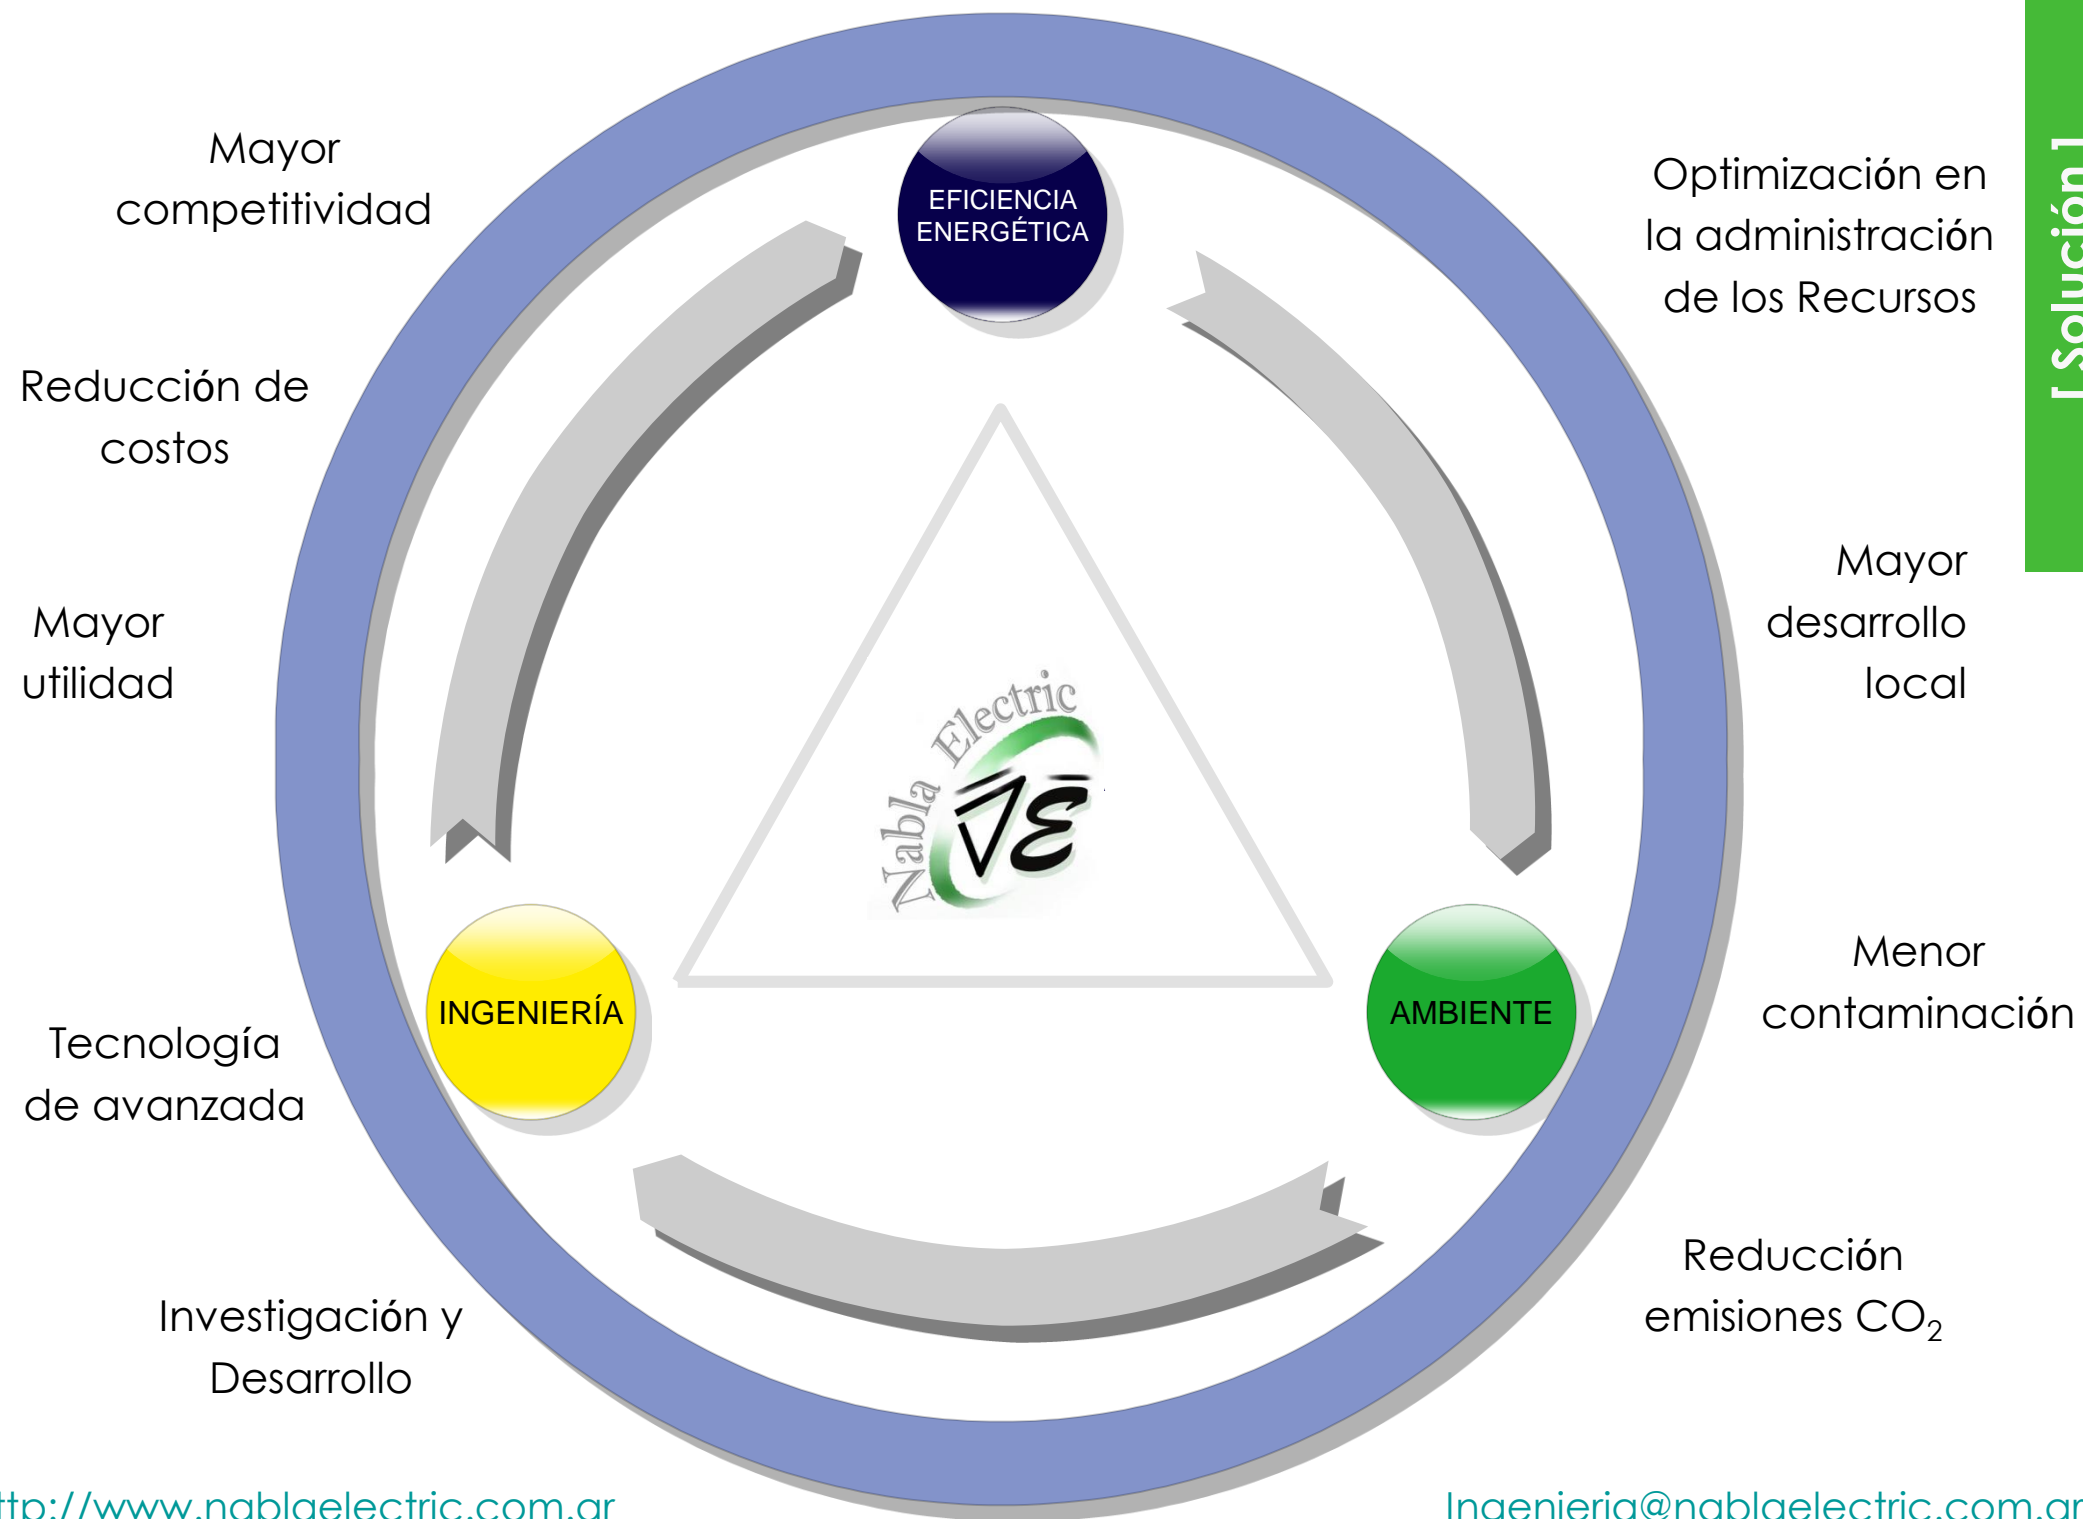 Mayor
competitividad
EFICIENCIA
ENERGÉTICA
Optimización en
la administración
de los Recursos
[ Solución ]
Reducción de
costos
Mayor
utilidad
Mayor
desarrollo
local
Nabla Electric
INGENIERÍA
AMBIENTE
Menor
contaminación
Tecnología
de avanzada
Reducción
emisiones CO₂
Investigación y
Desarrollo
ttp://www.nablaelectric.com.ar
Ingenieria@nablaelectric.com.ar